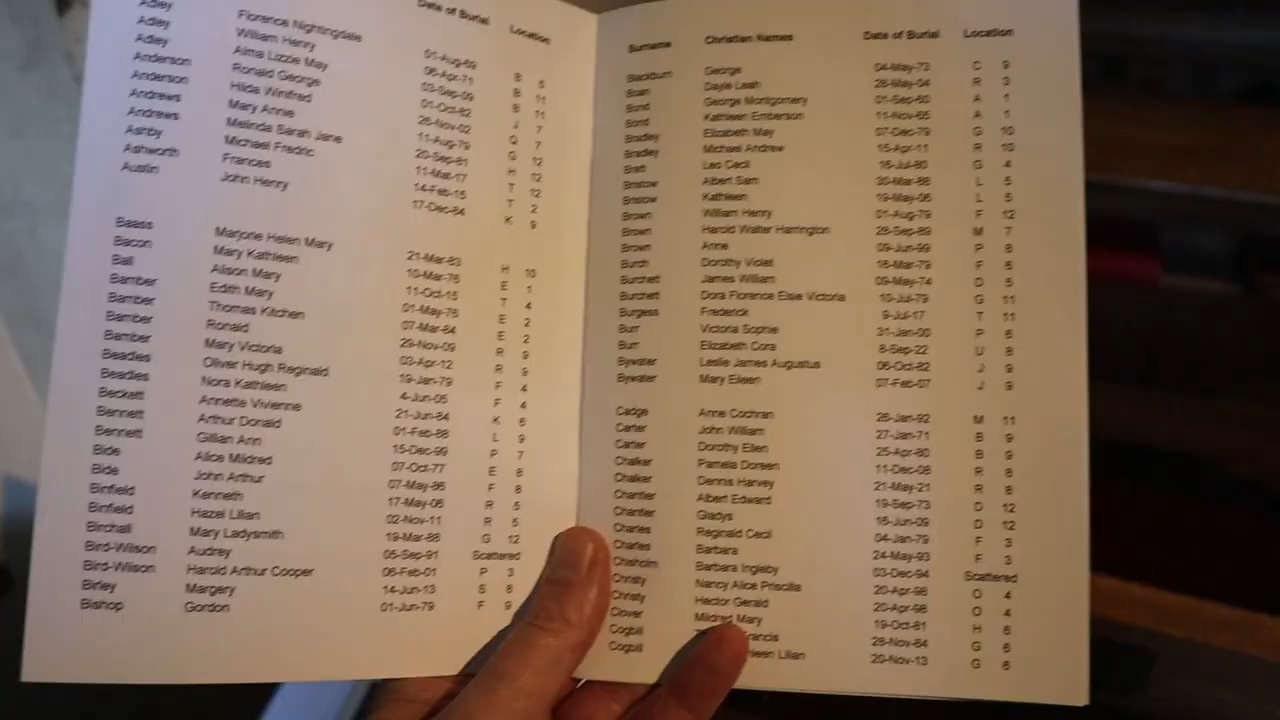 Date of Burial Location
Adley Florence Nightingale 01-Aug-69 B 5
Adley William Henry 06-Apr-71 B 11
Adley Alma Lizzie May 03-Sep-09 B 11
Anderson Ronald George 01-Oct-82 J 7
Anderson Hilda Winifred 26-Nov-02 Q 7
Andrews Mary Annie 11-Aug-79 G 12
Andrews Melinda Sarah Jane 20-Sep-81 H 12
Ashby Michael Fredric 11-Mar-17 T 12
Ashworth Frances 14-Feb-15 T 2
Austin John Henry 17-Dec-84 K 9
Baass Marjorie Helen Mary 21-Mar-83 H 10
Bacon Mary Kathleen 10-Mar-76 E 1
Ball Alison Mary 11-Oct-15 T 4
Bamber Edith Mary 01-May-76 E 2
Bamber Thomas Kitchen 07-Mar-84 E 2
Bamber Ronald 29-Nov-09 R 9
Bamber Mary Victoria 03-Apr-12 R 9
Beadles Oliver Hugh Reginald 19-Jan-79 F 4
Beadles Nora Kathleen 4-Jun-05 F 4
Beckett Annette Vivienne 21-Jun-84 K 6
Bennett Arthur Donald 01-Feb-88 L 9
Bennett Gillian Ann 15-Dec-99 P 7
Bide Alice Mildred 07-Oct-77 E 8
Bide John Arthur 07-May-86 F 8
Binfield Kenneth 17-May-06 R 5
Binfield Hazel Lilian 02-Nov-11 R 5
Birchall Mary Ladysmith 19-Mar-88 G 12
Bird-Wilson Audrey 05-Sep-91 Scattered
Bird-Wilson Harold Arthur Cooper 06-Feb-01 P 3
Birley Margery 14-Jun-13 S 8
Bishop Gordon 01-Jun-79 F 9
Surname Christian Names Date of Burial Location
Blackburn George 04-May-73 C 9
Boan Dayle Leah 28-May-04 R 3
Bond George Montgomery 01-Sep-60 A 1
Bond Kathleen Emberson 11-Nov-65 A 1
Bradley Elizabeth May 07-Dec-79 G 10
Bradley Michael Andrew 15-Apr-11 R 10
Brett Leo Cecil 16-Jul-80 G 4
Bristow Albert Sam 30-Mar-88 L 5
Bristow Kathleen 19-May-06 L 5
Brown William Henry 01-Aug-79 F 12
Brown Harold Walter Harrington 28-Sep-89 M 7
Brown Anne 09-Jun-99 P 8
Burch Dorothy Violet 16-Mar-79 F 6
Burchett James William 09-May-74 D 5
Burchett Dora Florence Elsie Victoria 10-Jul-79 G 11
Burgess Frederick 9-Jul-17 T 11
Burr Victoria Sophie 31-Jan-00 P 6
Burr Elizabeth Cora 8-Sep-22 U 8
Bywater Leslie James Augustus 06-Oct-82 J 9
Bywater Mary Eileen 07-Feb-07 J 9
Cadge Anne Cochran 26-Jan-92 M 11
Carter John William 27-Jan-71 B 9
Carter Dorothy Ellen 25-Apr-80 B 9
Chalker Pamela Doreen 11-Dec-08 R 8
Chalker Dennis Harvey 21-May-21 R 8
Chantler Albert Edward 19-Sep-73 D 12
Chantler Gladys 16-Jun-09 D 12
Charles Reginald Cecil 04-Jan-79 F 3
Charles Barbara 24-May-93 F 3
Chisholm Barbara Ingleby 03-Dec-94 Scattered
Christy Nancy Alice Priscilla 20-Apr-98 O 4
Christy Hector Gerald 20-Apr-98 O 4
Clover Mildred Mary 19-Oct-81 H 6
Cogbill 28-Nov-84 G 6
Cogbill Lilian 20-Nov-13 G 6